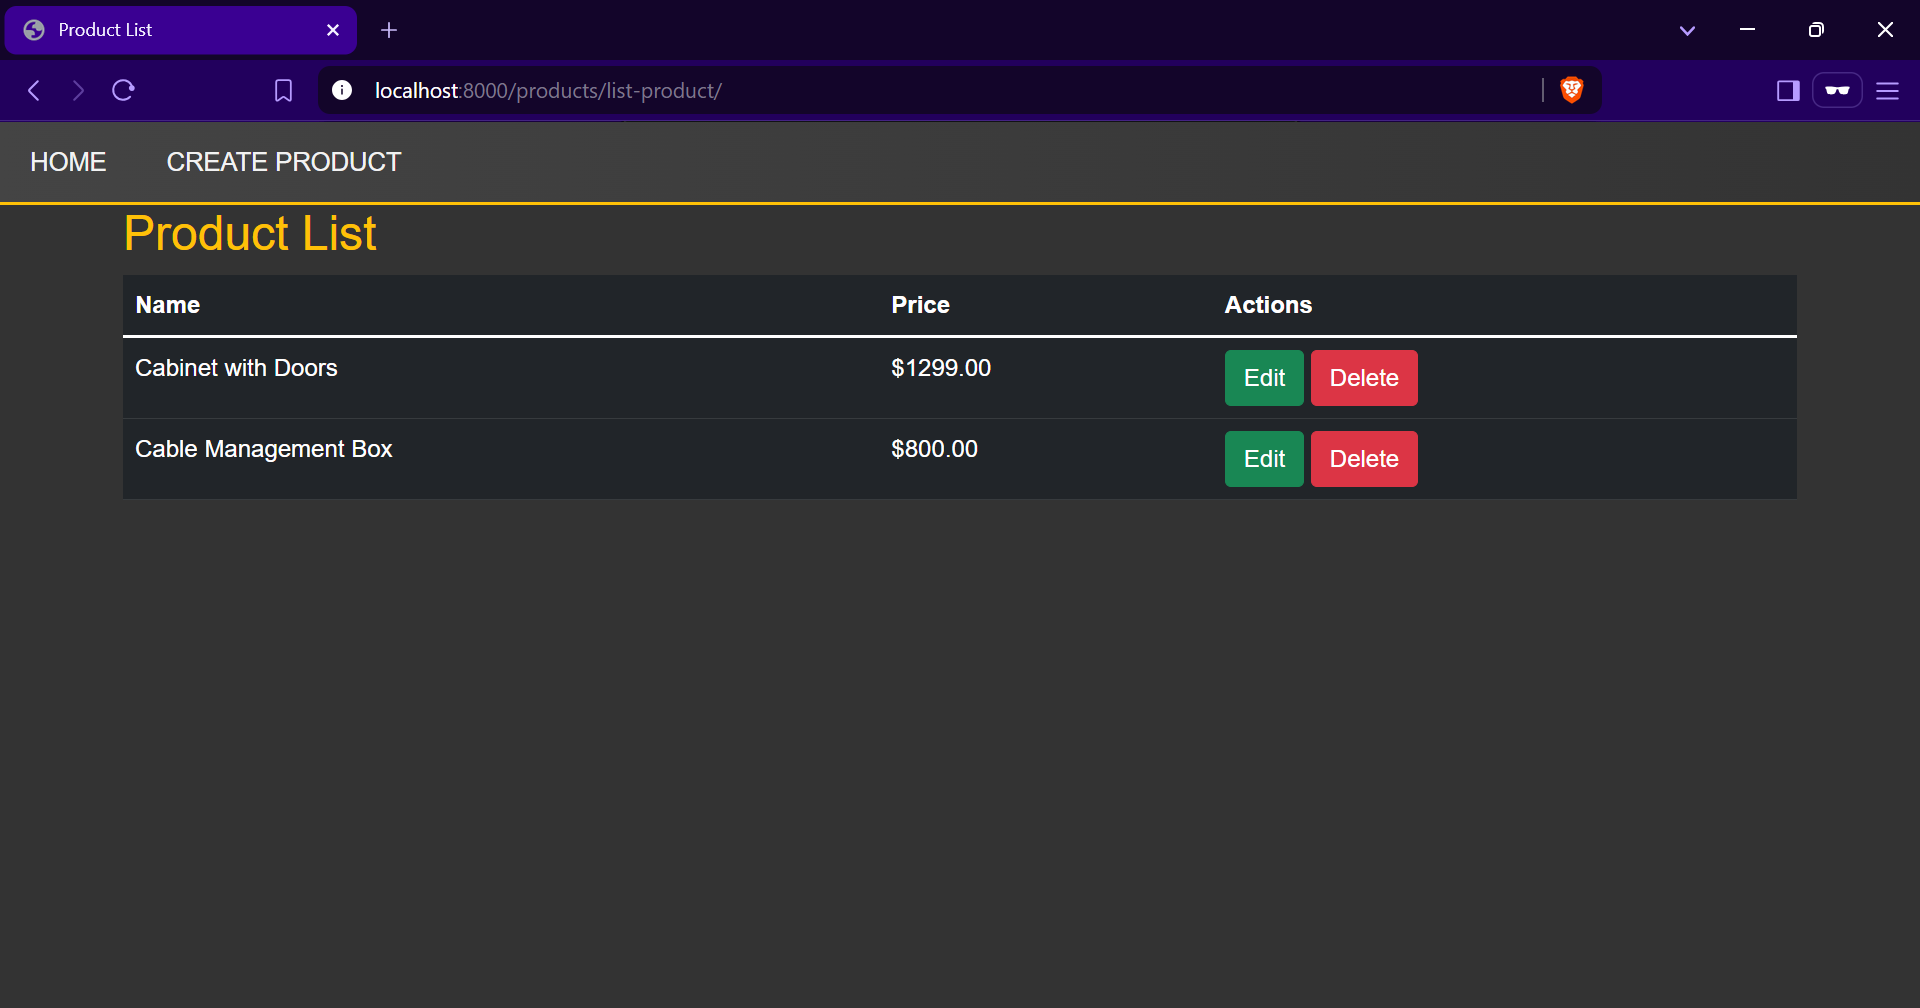 Product List
localhost:8000/products/list-product/
HOME CREATE PRODUCT
Product List
Name Price Actions
Cabinet with Doors $1299.00 Edit Delete
Cable Management Box $800.00 Edit Delete